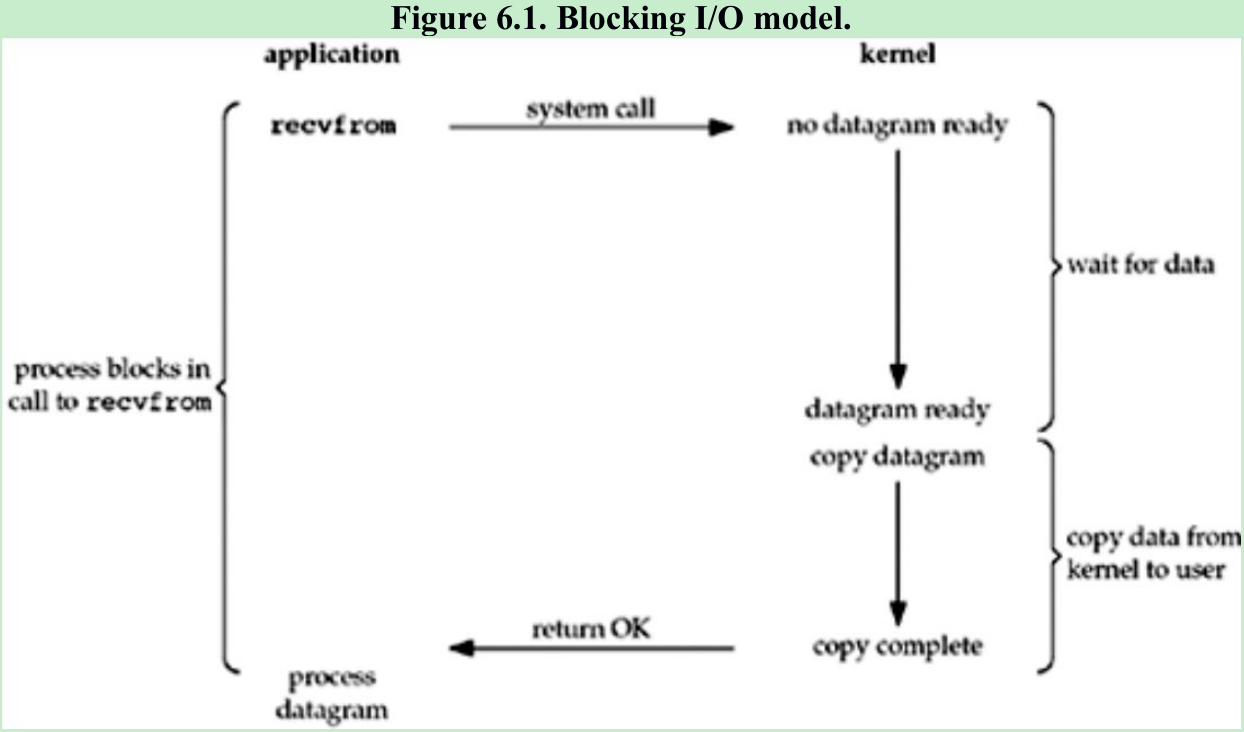 Figure 6.1. Blocking I/O model.
application
kernel
recvfrom
system call
no datagram ready
wait for data
process blocks in
call to recvfrom
datagram ready
copy datagram
copy data from
kernel to user
return OK
copy complete
process
datagram